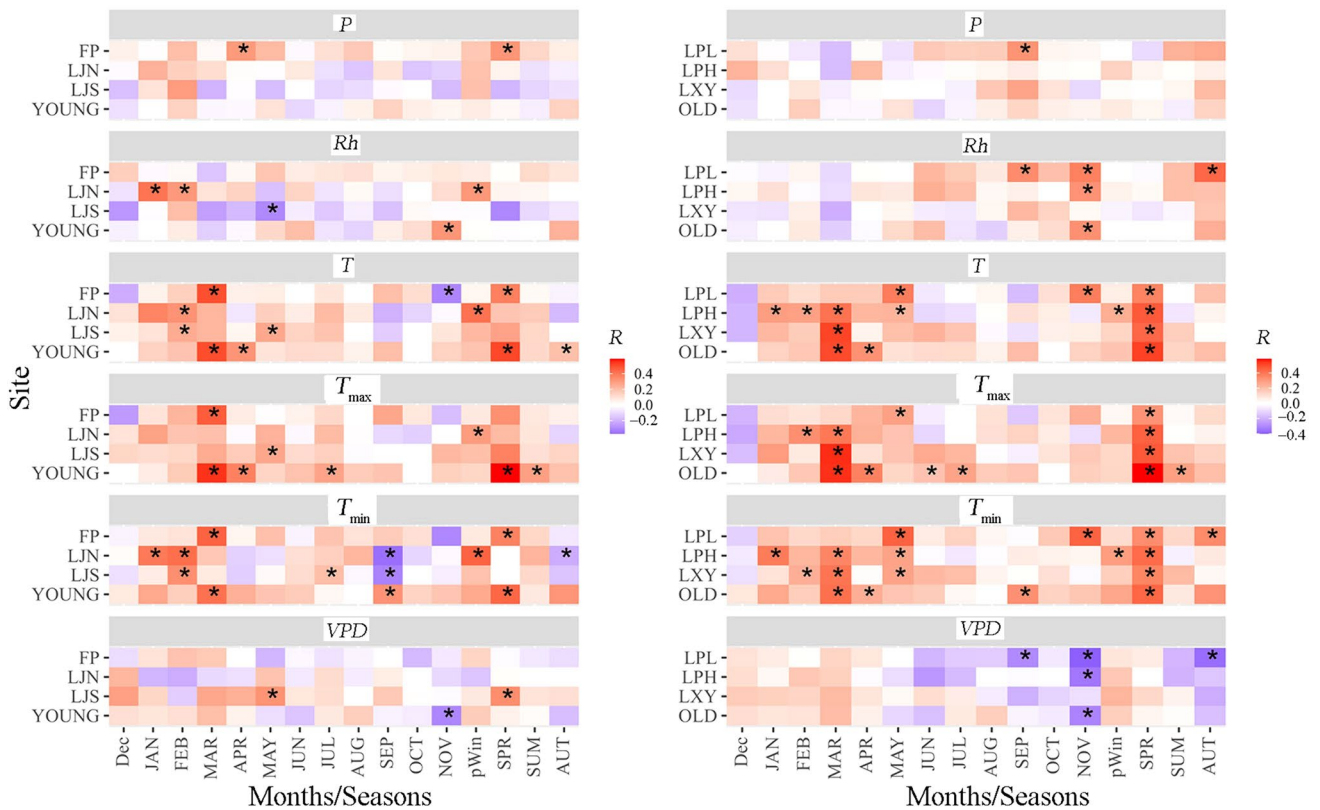 P
FP
LJN
LJS
YOUNG
Rh
FP
LJN
LJS
YOUNG
T
FP
LJN
LJS
YOUNG
Tmax
FP
LJN
LJS
YOUNG
Tmin
FP
LJN
LJS
YOUNG
VPD
FP
LJN
LJS
YOUNG
Site
Dec JAN FEB MAR APR MAY JUN JUL AUG SEP OCT NOV pWin SPR SUM AUT
Months/Seasons
R
0.4
0.2
0.0
−0.2
P
LPL
LPH
LXY
OLD
Rh
LPL
LPH
LXY
OLD
T
LPL
LPH
LXY
OLD
Tmax
LPL
LPH
LXY
OLD
Tmin
LPL
LPH
LXY
OLD
VPD
LPL
LPH
LXY
OLD
Dec JAN FEB MAR APR MAY JUN JUL AUG SEP OCT NOV pWin SPR SUM AUT
Months/Seasons
R
0.4
0.2
0.0
−0.2
−0.4